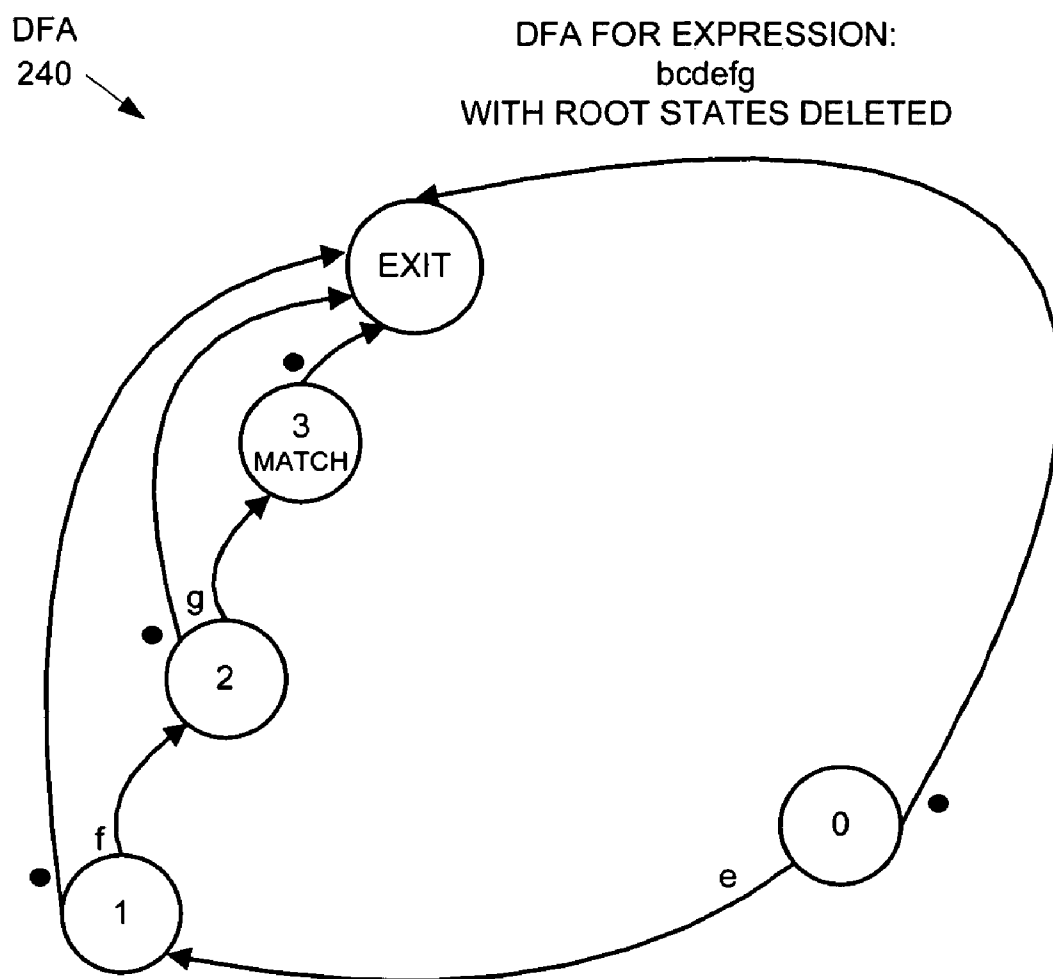 DFA
240
DFA FOR EXPRESSION:
bcdefg
WITH ROOT STATES DELETED
EXIT
3
MATCH
g
2
f
1
0
e